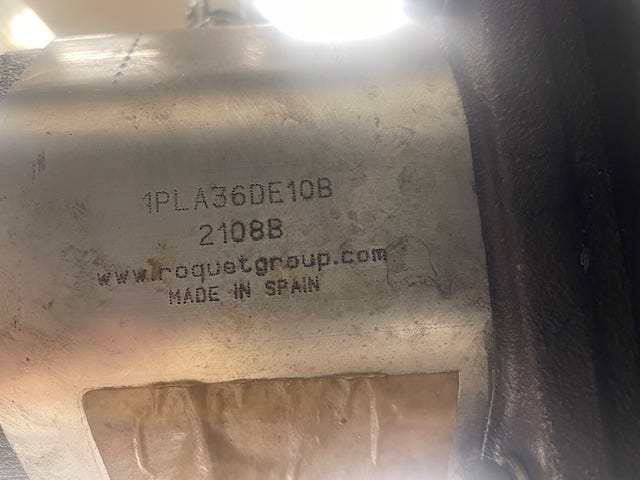 1PLA36DE10B
2108B
www.roquetgroup.com
MADE IN SPAIN